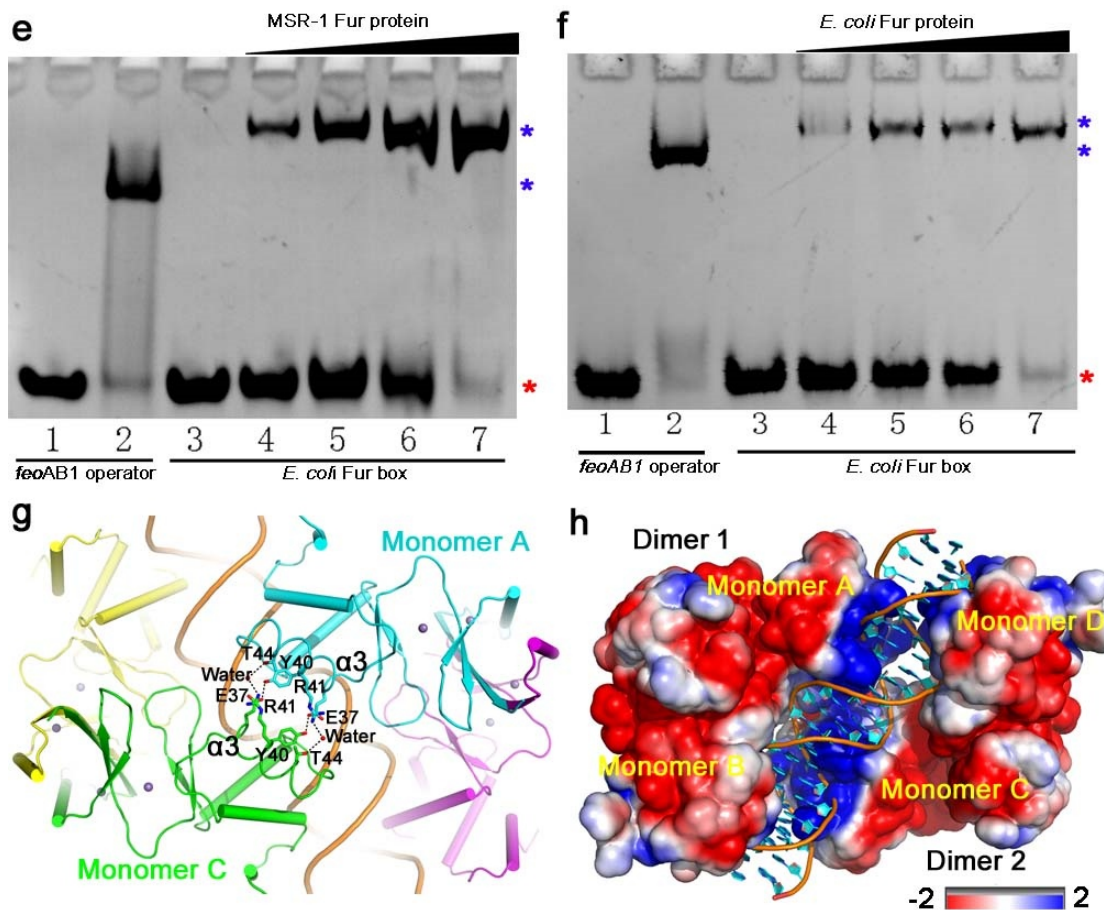 e
MSR-1 Fur protein
*
*
*
1 2 3 4 5 6 7
feoAB1 operator
E. coli Fur box
f
E. coli Fur protein
*
*
*
1 2 3 4 5 6 7
feoAB1 operator
E. coli Fur box
g
Monomer A
T44
Y40
α3
Water
R41
E37
R41
E37
α3
Water
Y40
T44
Monomer C
h
Dimer 1
Monomer A
Monomer D
Monomer B
Monomer C
Dimer 2
-2 2